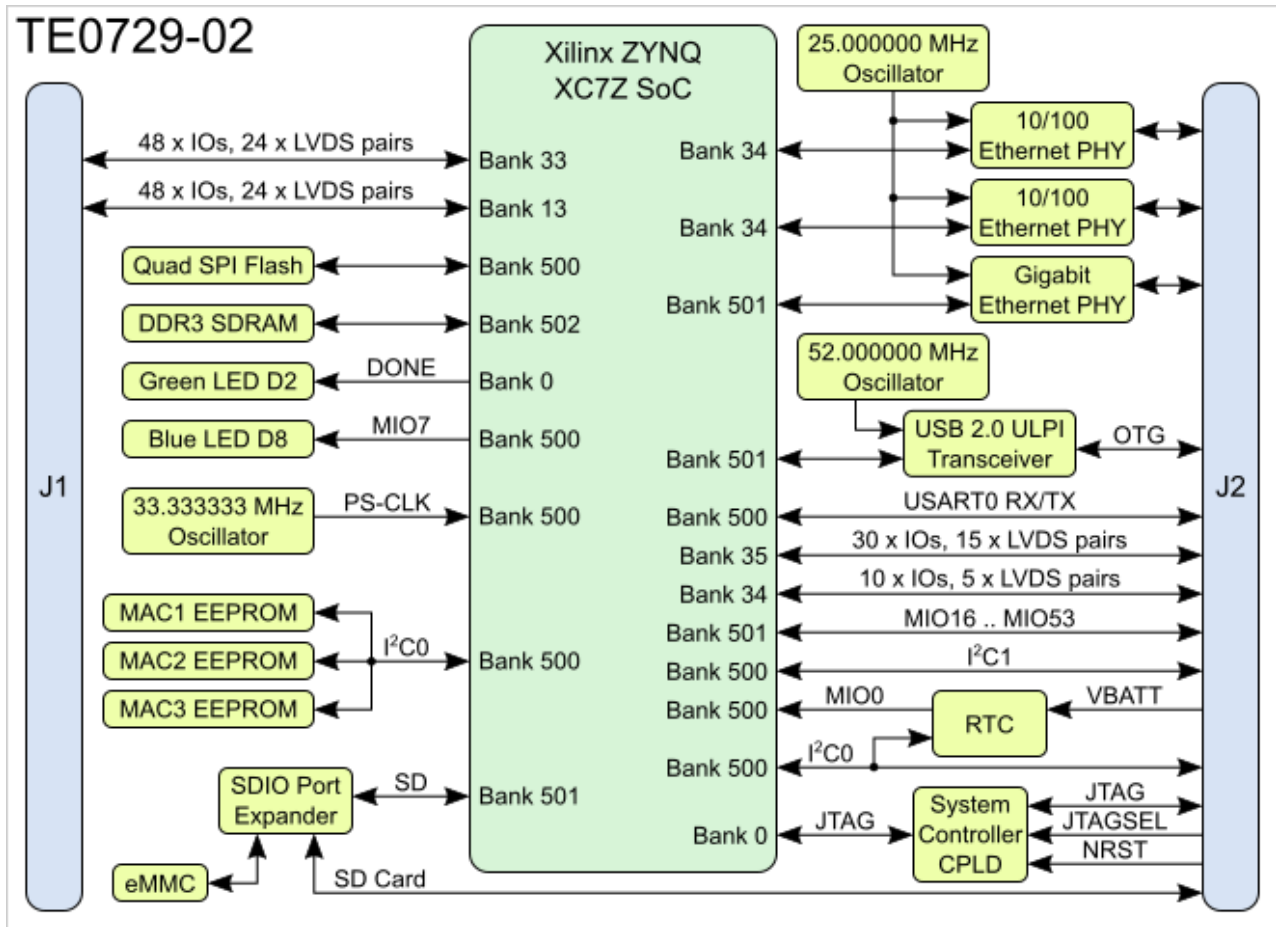 TE0729-02
Xilinx ZYNQ
XC7Z SoC
J1
48 x IOs, 24 x LVDS pairs
Bank 33
48 x IOs, 24 x LVDS pairs
Bank 13
Quad SPI Flash
Bank 500
DDR3 SDRAM
Bank 502
Green LED D2
DONE
Bank 0
Blue LED D8
MIO7
Bank 500
33.333333 MHz
Oscillator
PS-CLK
Bank 500
MAC1 EEPROM
MAC2 EEPROM
MAC3 EEPROM
I²C0
Bank 500
SDIO Port
Expander
SD
Bank 501
eMMC
SD Card
25.000000 MHz
Oscillator
Bank 34
10/100
Ethernet PHY
Bank 34
10/100
Ethernet PHY
Bank 501
Gigabit
Ethernet PHY
52.000000 MHz
Oscillator
Bank 501
USB 2.0 ULPI
Transceiver
OTG
J2
Bank 500
USART0 RX/TX
Bank 35
30 x IOs, 15 x LVDS pairs
Bank 34
10 x IOs, 5 x LVDS pairs
Bank 501
MIO16 .. MIO53
Bank 500
I²C1
Bank 500
MIO0
RTC
VBATT
Bank 500
I²C0
Bank 0
JTAG
System
Controller
CPLD
JTAG
JTAGSEL
NRST